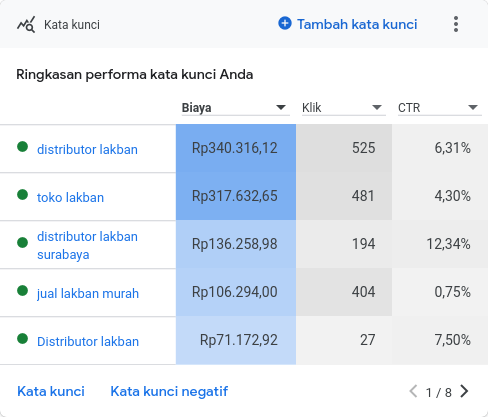 Kata kunci
Tambah kata kunci
Ringkasan performa kata kunci Anda
Biaya Klik CTR
distributor lakban Rp340.316,12 525 6,31%
toko lakban Rp317.632,65 481 4,30%
distributor lakban
surabaya Rp136.258,98 194 12,34%
jual lakban murah Rp106.294,00 404 0,75%
Distributor lakban Rp71.172,92 27 7,50%
Kata kunci Kata kunci negatif 1 / 8